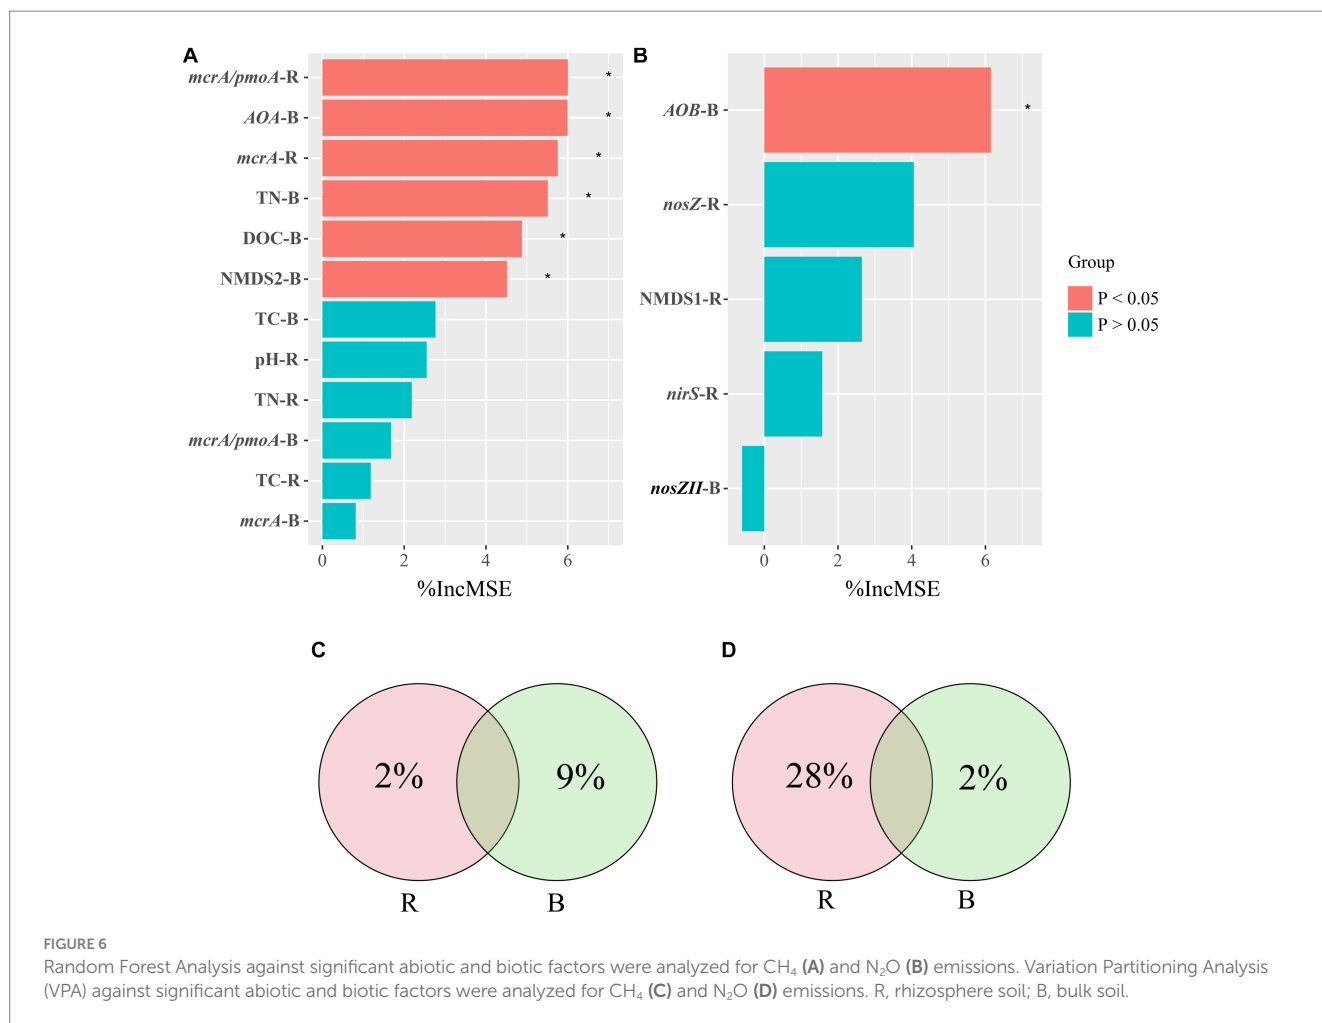 A
mcrA/pmoA-R
*
AOA-B
*
mcrA-R
*
TN-B
*
DOC-B
*
NMDS2-B
*
TC-B
pH-R
TN-R
mcrA/pmoA-B
TC-R
mcrA-B
0 2 4 6
%IncMSE
B
AOB-B
*
nosZ-R
NMDS1-R
nirS-R
nosZII-B
0 2 4 6
%IncMSE
Group
P < 0.05
P > 0.05
C
2% 9%
R B
D
28% 2%
R B
FIGURE 6
Random Forest Analysis against significant abiotic and biotic factors were analyzed for CH₄ (A) and N₂O (B) emissions. Variation Partitioning Analysis
(VPA) against significant abiotic and biotic factors were analyzed for CH₄ (C) and N₂O (D) emissions. R, rhizosphere soil; B, bulk soil.